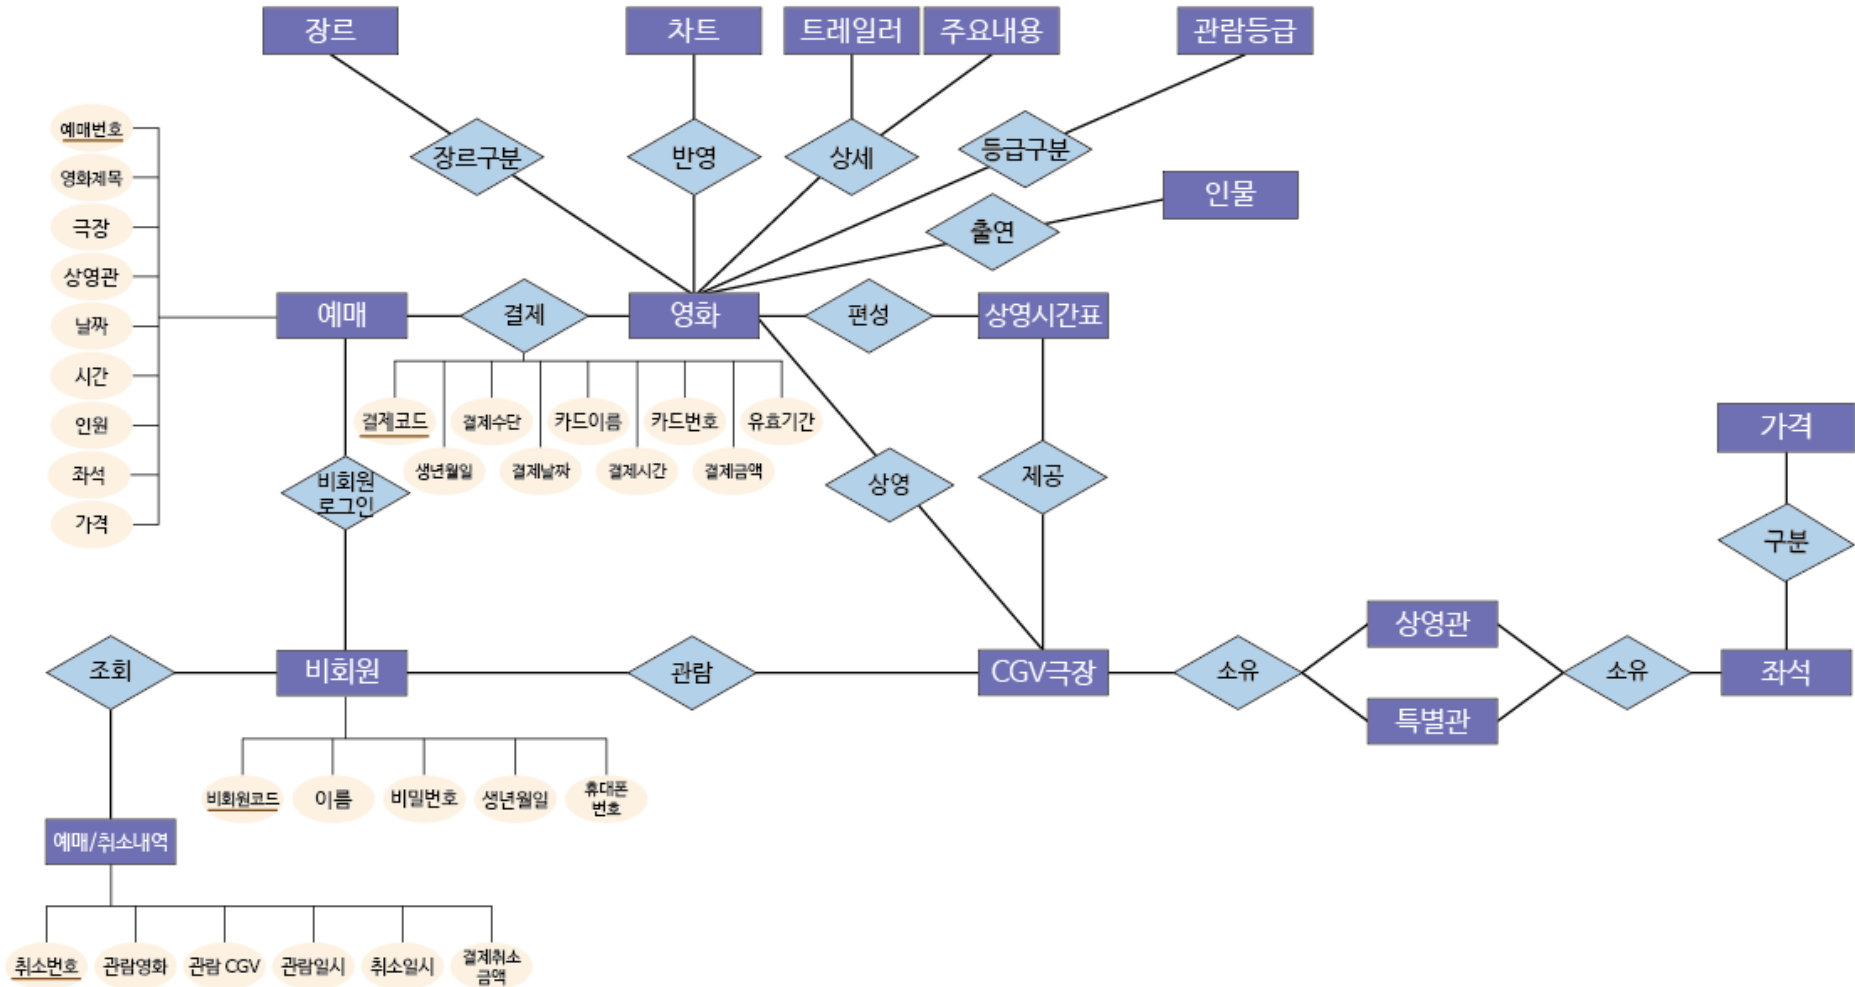 장르
차트
트레일러
주요내용
관람등급
예매번호
장르구분
반영
상세
등급구분
영화제목
인물
극장
출연
상영관
예매
결제
영화
편성
상영시간표
날짜
시간
결제코드
결제수단
카드이름
카드번호
유효기간
인원
가격
생년월일
결제날짜
결제시간
결제금액
좌석
비회원
로그인
상영
제공
가격
구분
상영관
조회
비회원
관람
CGV극장
소유
소유
좌석
특별관
비회원코드
이름
비밀번호
생년월일
휴대폰
번호
예매/취소내역
취소번호
관람영화
관람 CGV
관람일시
취소일시
결제취소
금액